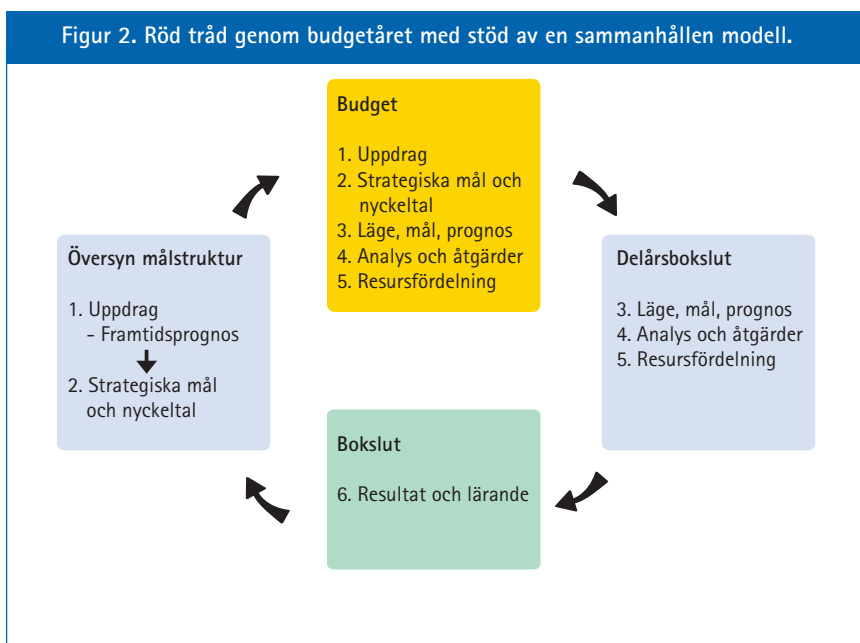 Figur 2. Röd tråd genom budgetåret med stöd av en sammanhållen modell.
Budget
1. Uppdrag
2. Strategiska mål och
nyckeltal
3. Läge, mål, prognos
4. Analys och åtgärder
5. Resursfördelning
Delårsbokslut
3. Läge, mål, prognos
4. Analys och åtgärder
5. Resursfördelning
Bokslut
6. Resultat och lärande
Översyn målstruktur
1. Uppdrag
- Framtidsprognos
2. Strategiska mål
och nyckeltal